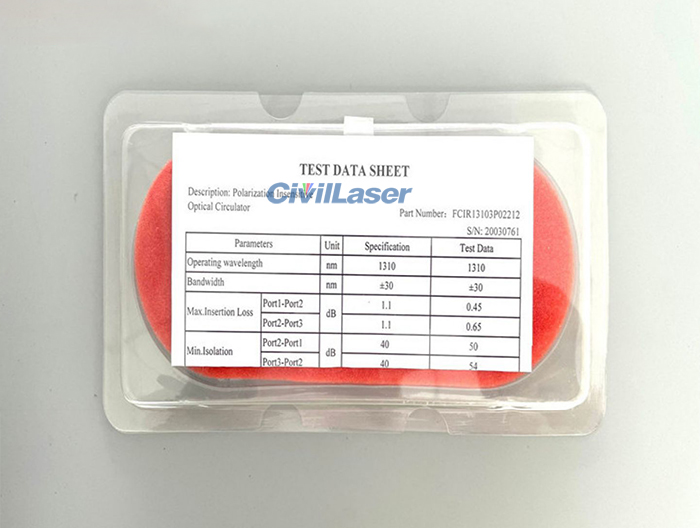 TEST DATA SHEET
CivilLaser
Description: Polarization Insensitive
Optical Circulator
Part Number: FCIR13103P02212
S/N: 20030761
Parameters Unit Specification Test Data
Operating wavelength nm 1310 1310
Bandwidth nm ±30 ±30
Max.Insertion Loss Port1-Port2 dB 1.1 0.45
Port2-Port3 1.1 0.65
Min.Isolation Port2-Port1 dB 40 50
Port3-Port2 40 54